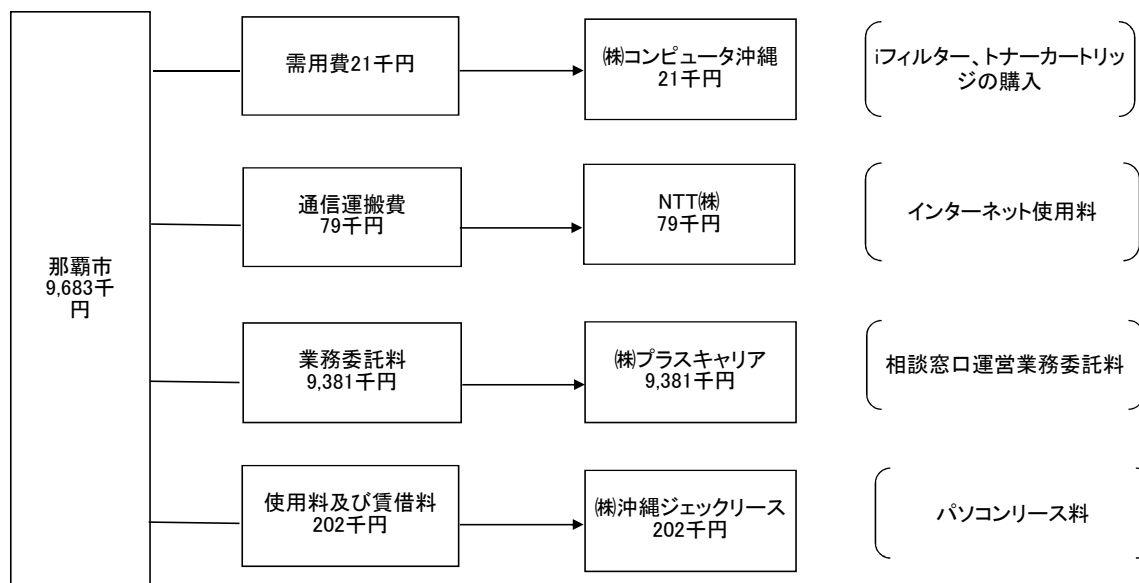 那覇市
9,683千
円
需用費21千円
㈱コンピュータ沖縄
21千円
iフィルター、トナーカートリッ
ジの購入
通信運搬費
79千円
NTT㈱
79千円
インターネット使用料
業務委託料
9,381千円
㈱プラスキャリア
9,381千円
相談窓口運営業務委託料
使用料及び賃借料
202千円
㈱沖縄ジェックリース
202千円
パソコンリース料